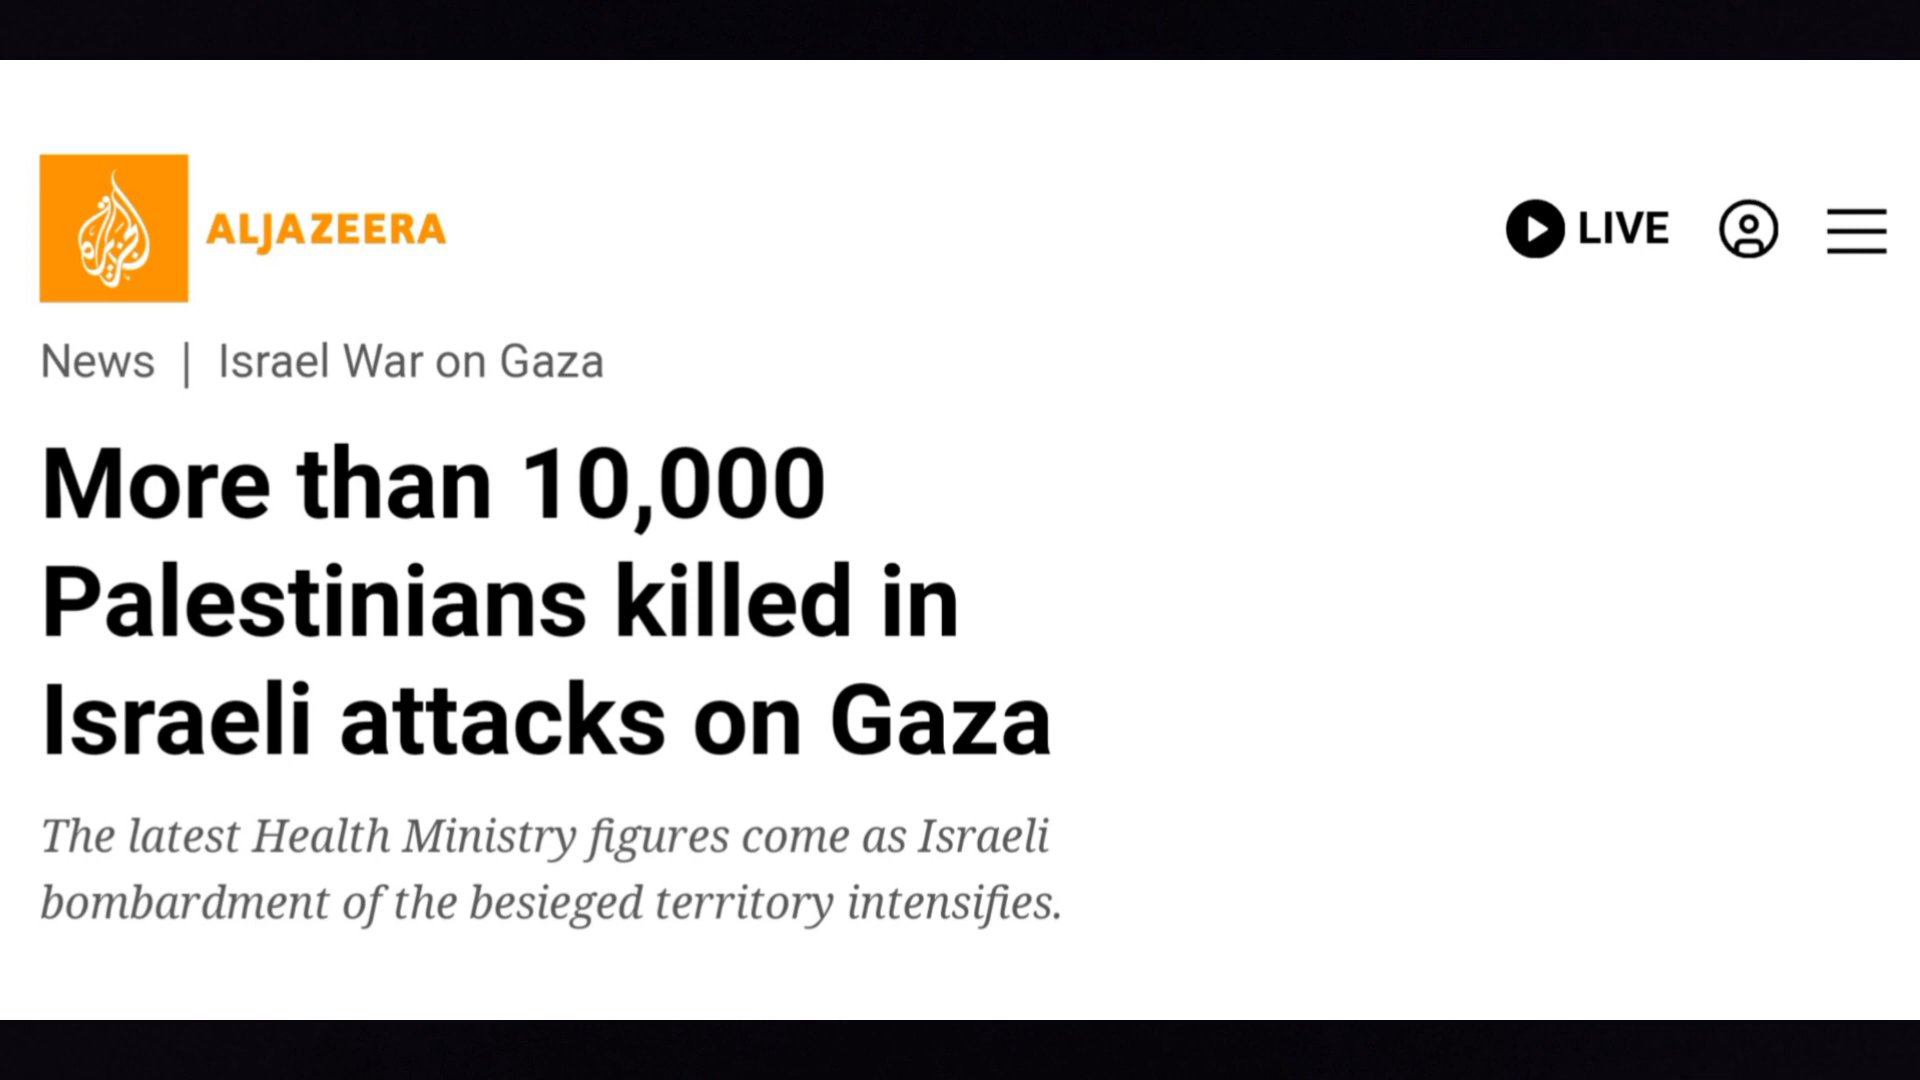 الجزيرة
ALJAZEERA
LIVE
News | Israel War on Gaza
More than 10,000
Palestinians killed in
Israeli attacks on Gaza
The latest Health Ministry figures come as Israeli
bombardment of the besieged territory intensifies.